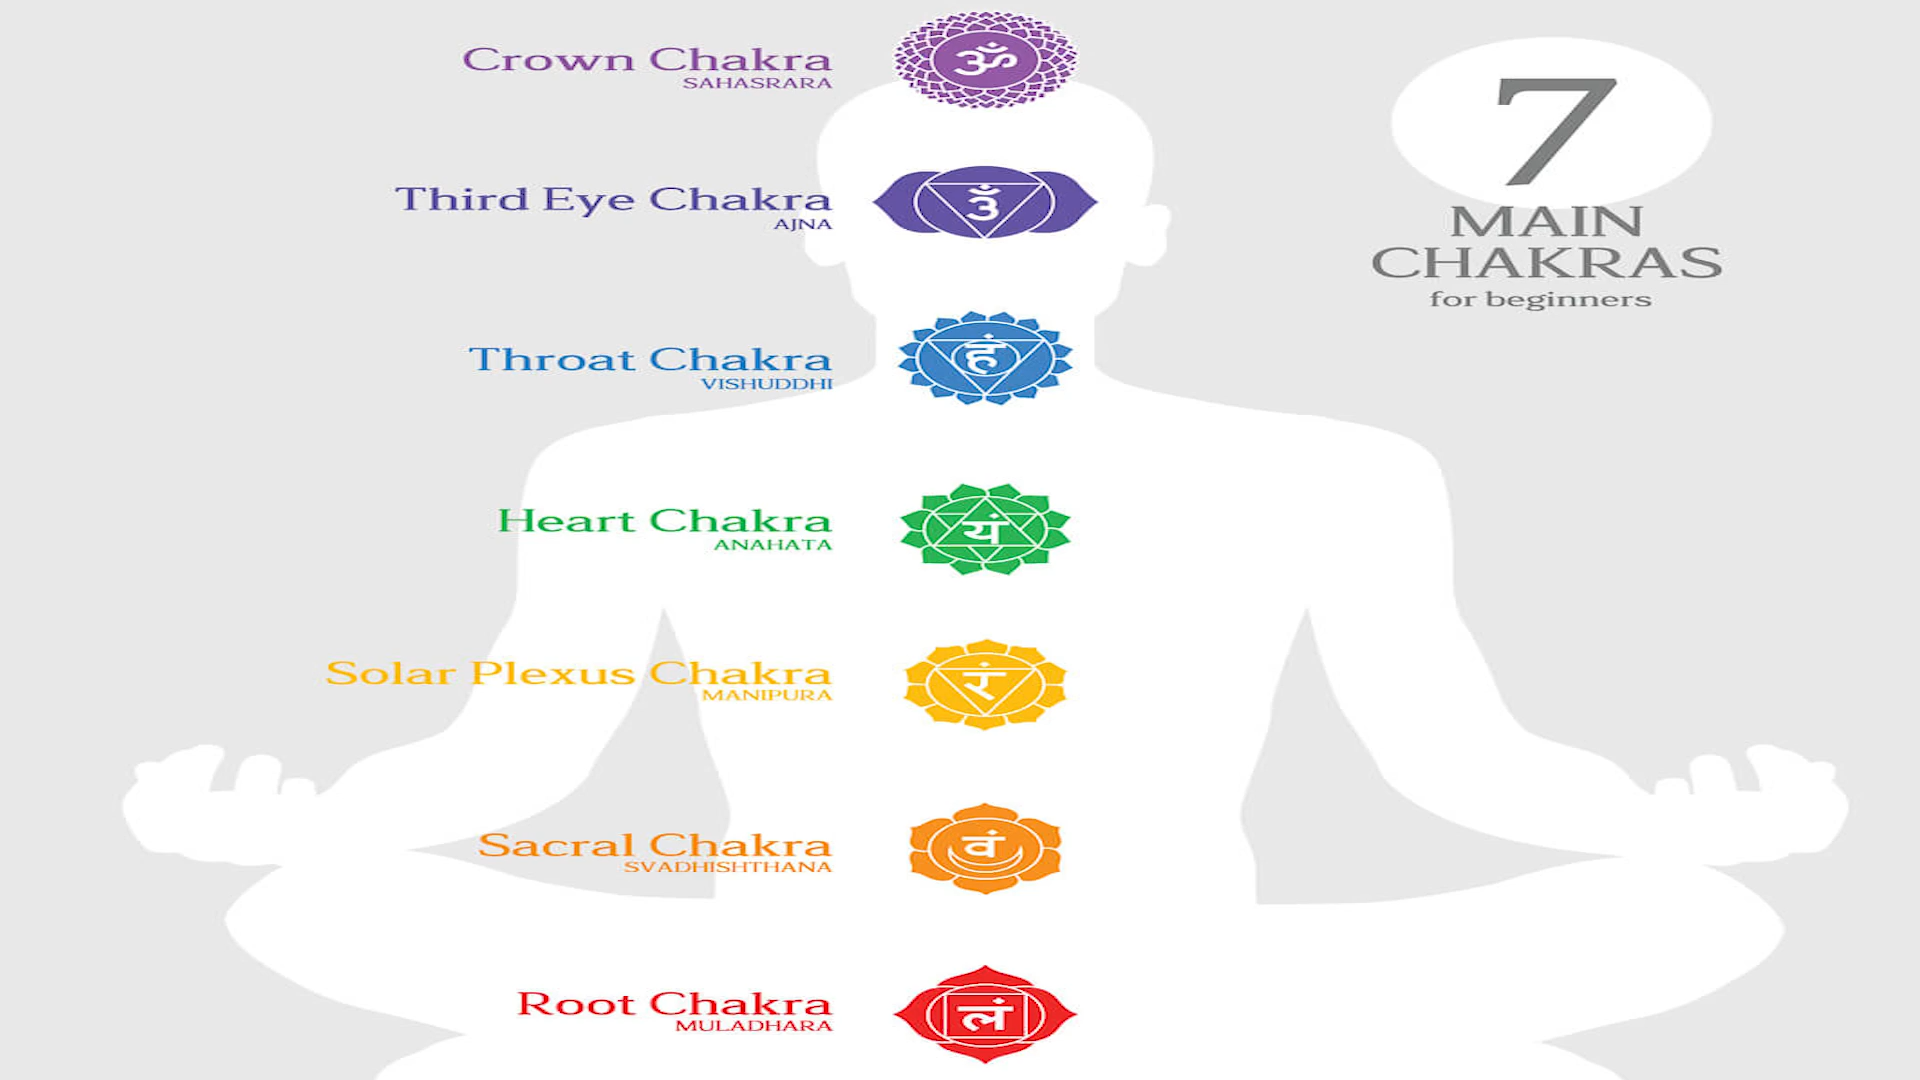 Crown Chakra
SAHASRARA
ॐ
7
MAIN
CHAKRAS
for beginners
Third Eye Chakra
AJNA
ॐ
Throat Chakra
VISHUDDHI
हं
Heart Chakra
ANAHATA
यं
Solar Plexus Chakra
MANIPURA
रं
Sacral Chakra
SVADHISHTHANA
वं
Root Chakra
MULADHARA
लं